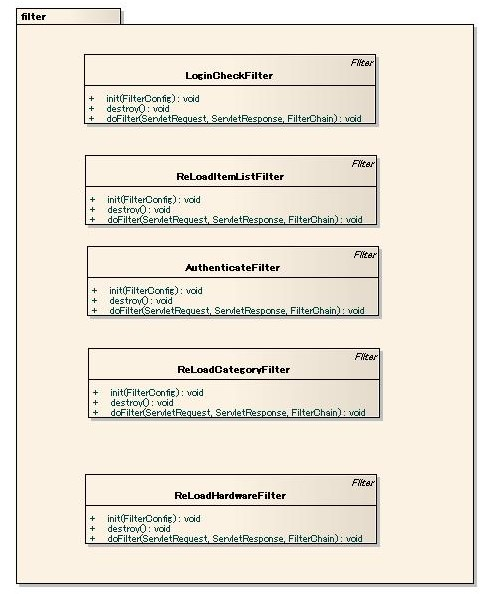 filter
Filter
LoginCheckFilter
+ init(FilterConfig) : void
+ destroy() : void
+ doFilter(ServletRequest, ServletResponse, FilterChain) : void
Filter
ReLoadItemListFilter
+ init(FilterConfig) : void
+ destroy() : void
+ doFilter(ServletRequest, ServletResponse, FilterChain) : void
Filter
AuthenticateFilter
+ init(FilterConfig) : void
+ destroy() : void
+ doFilter(ServletRequest, ServletResponse, FilterChain) : void
Filter
ReLoadCategoryFilter
+ init(FilterConfig) : void
+ destroy() : void
+ doFilter(ServletRequest, ServletResponse, FilterChain) : void
Filter
ReLoadHardwareFilter
+ init(FilterConfig) : void
+ destroy() : void
+ doFilter(ServletRequest, ServletResponse, FilterChain) : void